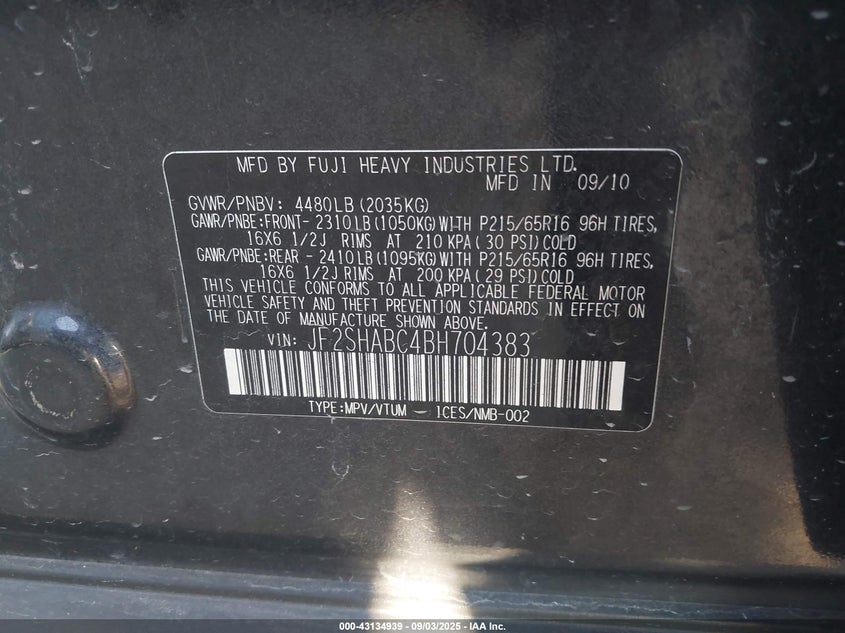 MFD BY FUJI HEAVY INDUSTRIES LTD.
MFD IN 09/10
GVWR/PNBV: 4480LB (2035KG)
GAWR/PNBE:FRONT- 2310LB (1050KG) WITH P215/65R16 96H TIRES,
16X6 1/2J RIMS AT 210 KPA (30 PSI) COLD
GAWR/PNBE:REAR - 2410LB (1095KG) WITH P215/65R16 96H TIRES,
16X6 1/2J RIMS AT 200 KPA (29 PSI) COLD
THIS VEHICLE CONFORMS TO ALL APPLICABLE FEDERAL MOTOR
VEHICLE SAFETY AND THEFT PREVENTION STANDARDS IN EFFECT ON
THE DATE OF MANUFACTURE SHOWN ABOVE.
VIN: JF2SHABC4BH704383
TYPE:MPV/VTUM - ICES/NMB-002
000-43134939 - 09/03/2025 - IAA Inc.